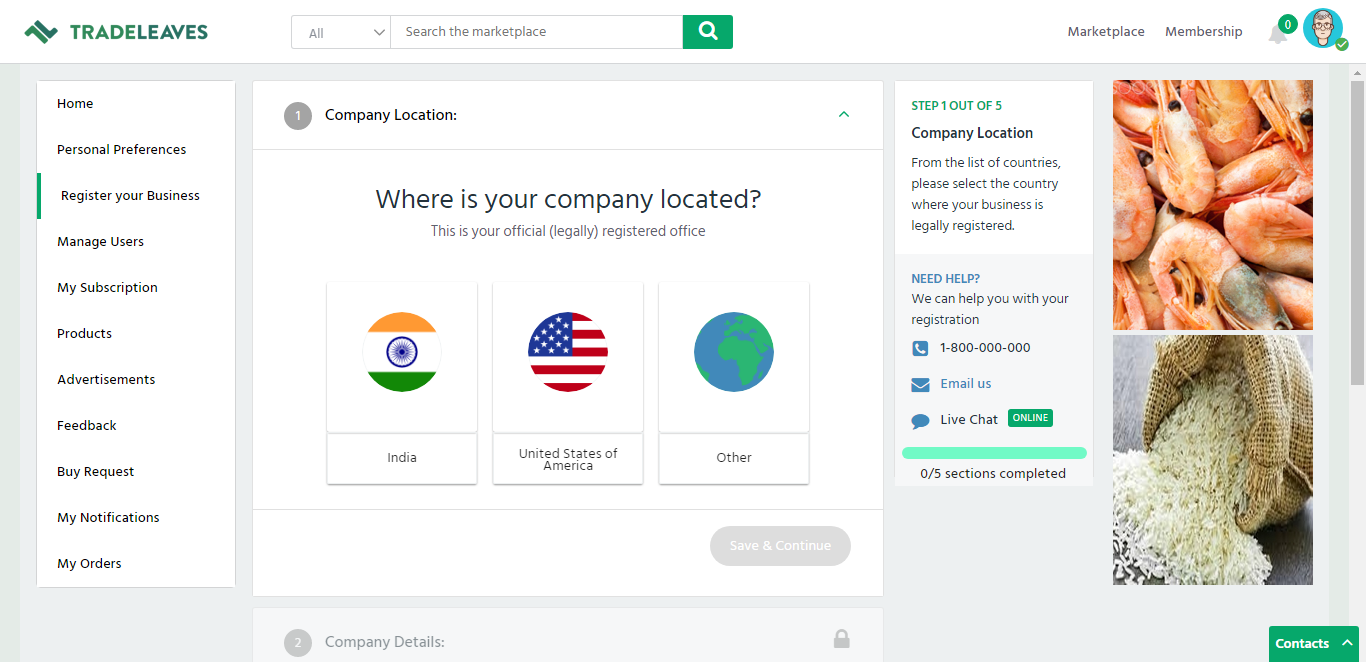 TRADELEAVES
All
Search the marketplace
Marketplace
Membership
0
Home
Personal Preferences
Register your Business
Manage Users
My Subscription
Products
Advertisements
Feedback
Buy Request
My Notifications
My Orders
1
Company Location:
Where is your company located?
This is your official (legally) registered office
India
United States of
America
Other
Save & Continue
2
Company Details:
STEP 1 OUT OF 5
Company Location
From the list of countries,
please select the country
where your business is
legally registered.
NEED HELP?
We can help you with your
registration
1-800-000-000
Email us
Live Chat ONLINE
0/5 sections completed
Contacts